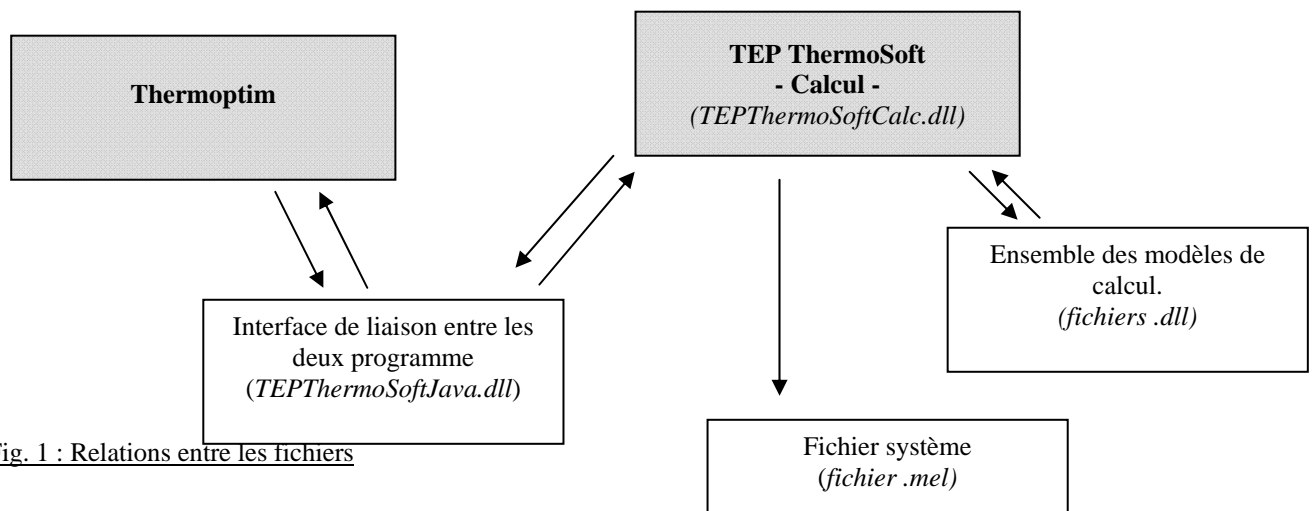 Thermoptim
TEP ThermoSoft
- Calcul -
(TEPThermoSoftCalc.dll)
Ensemble des modèles de
calcul.
(fichiers .dll)
Interface de liaison entre les
deux programme
(TEPThermoSoftJava.dll)
Fichier système
(fichier .mel)
ig. 1 : Relations entre les fichiers